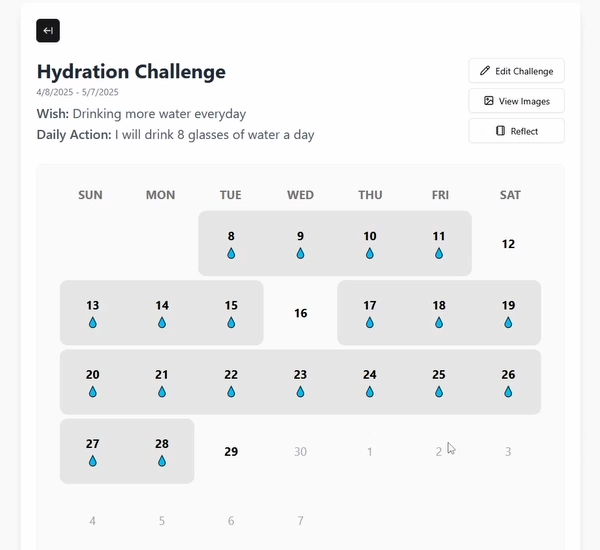 Hydration Challenge
4/8/2025 - 5/7/2025
Wish: Drinking more water everyday
Daily Action: I will drink 8 glasses of water a day
Edit Challenge
View Images
Reflect
SUN MON TUE WED THU FRI SAT
8 9 10 11 12
13 14 15 16 17 18 19
20 21 22 23 24 25 26
27 28 29 30 1 2 3
4 5 6 7